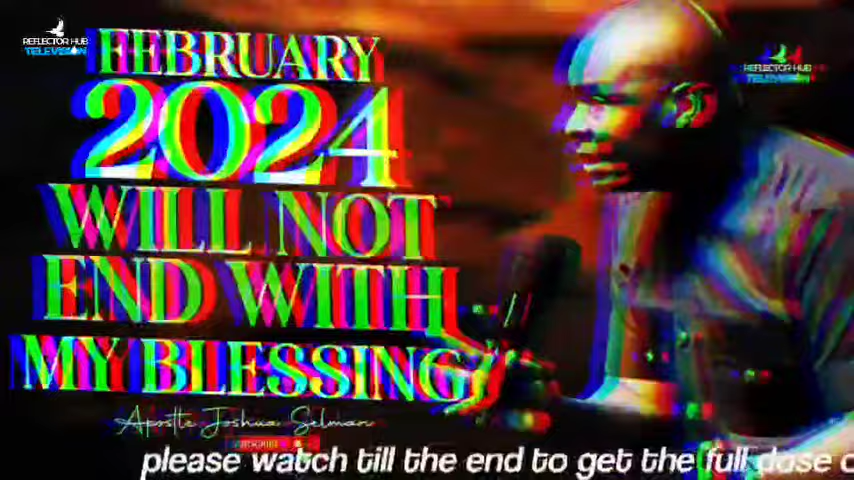 REFLECTOR HUB
TELEVISION
REFLECTOR HUB
TELEVISION
FEBRUARY
2024
WILL NOT
END WITH
MY BLESSING
Apostle Joshua Selman
please watch till the end to get the full dose